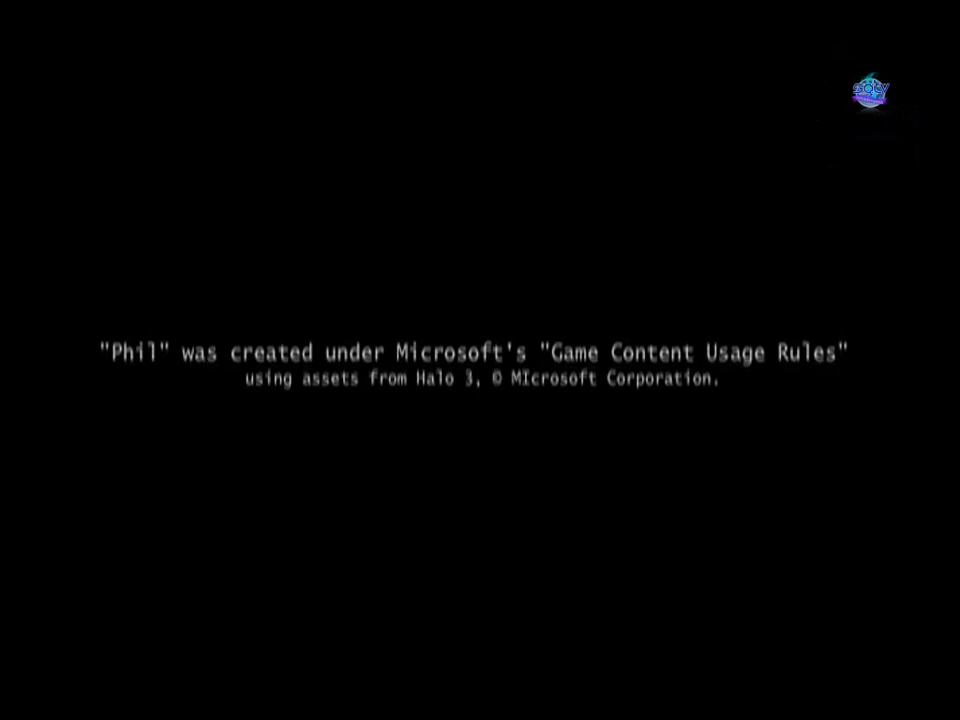 "Phil" was created under Microsoft's "Game Content Usage Rules"
using assets from Halo 3, © MIcrosoft Corporation.